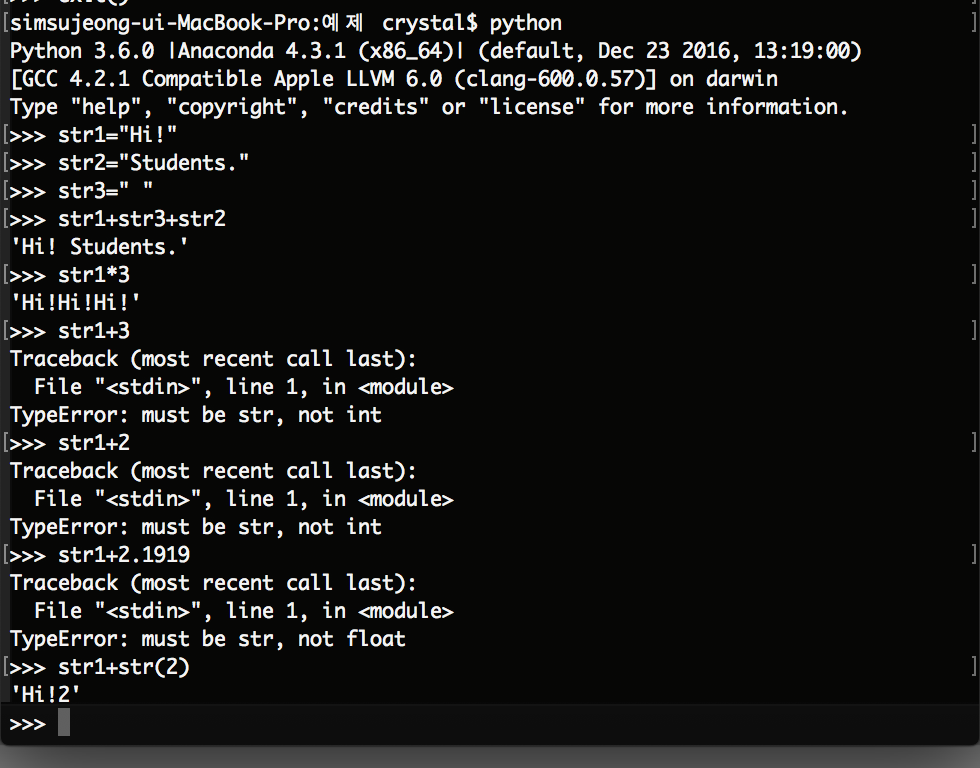 >>> exit()
[simsujeong-ui-MacBook-Pro:예제 crystal$ python ]
Python 3.6.0 |Anaconda 4.3.1 (x86_64)| (default, Dec 23 2016, 13:19:00)
[GCC 4.2.1 Compatible Apple LLVM 6.0 (clang-600.0.57)] on darwin
Type "help", "copyright", "credits" or "license" for more information.
[>>> str1="Hi!" ]
[>>> str2="Students." ]
[>>> str3=" " ]
[>>> str1+str3+str2 ]
'Hi! Students.'
[>>> str1*3 ]
'Hi!Hi!Hi!'
[>>> str1+3 ]
Traceback (most recent call last):
  File "<stdin>", line 1, in <module>
TypeError: must be str, not int
[>>> str1+2 ]
Traceback (most recent call last):
  File "<stdin>", line 1, in <module>
TypeError: must be str, not int
[>>> str1+2.1919 ]
Traceback (most recent call last):
  File "<stdin>", line 1, in <module>
TypeError: must be str, not float
[>>> str1+str(2) ]
'Hi!2'
>>>